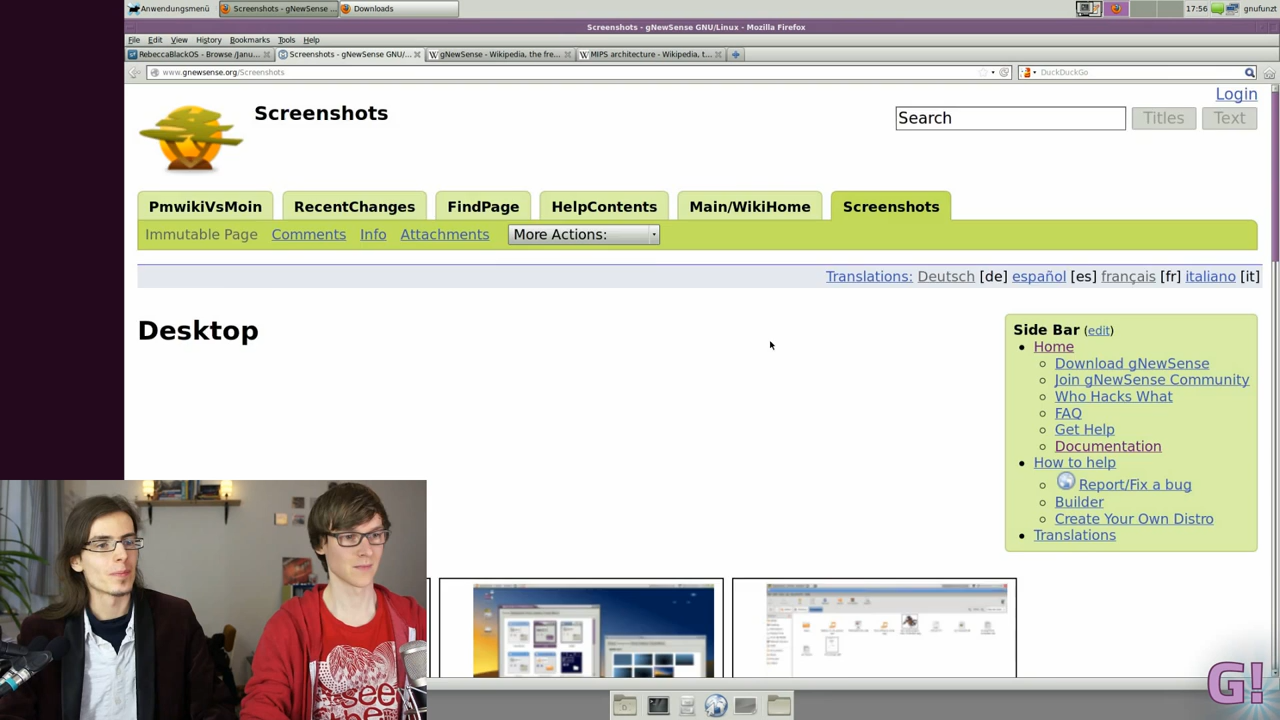 Anwendungsmenü Screenshots - gNewSense ... Downloads 17:56 gnufunzt
Screenshots - gNewSense GNU/Linux - Mozilla Firefox
File Edit View History Bookmarks Tools Help
RebeccaBlackOS - Browse /Janu... Screenshots - gNewSense GNU/... gNewSense - Wikipedia, the fre... MIPS architecture - Wikipedia, t...
www.gnewsense.org/Screenshots DuckDuckGo
Login
Screenshots
Search Titles Text
PmwikiVsMoin RecentChanges FindPage HelpContents Main/WikiHome Screenshots
Immutable Page Comments Info Attachments More Actions:
Translations: Deutsch [de] español [es] français [fr] italiano [it]
Desktop
Side Bar (edit)
Home
Download gNewSense
Join gNewSense Community
Who Hacks What
FAQ
Get Help
Documentation
How to help
Report/Fix a bug
Builder
Create Your Own Distro
Translations
G!